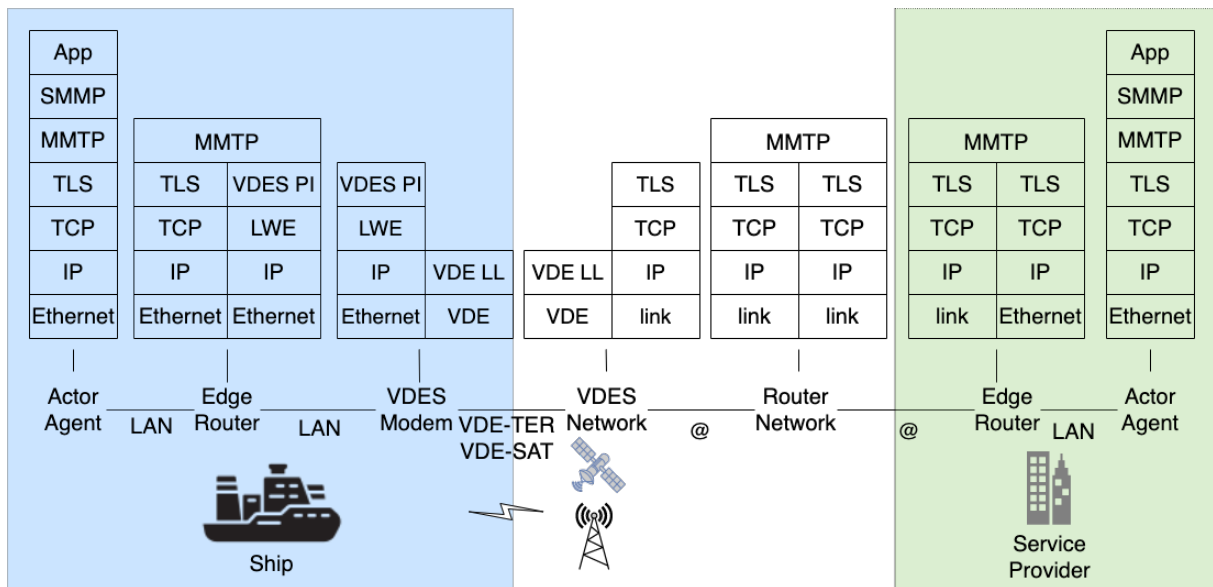 App App
SMMP SMMP
MMTP MMTP MMTP MMTP MMTP
TLS TLS VDES PI VDES PI TLS TLS TLS TLS TLS TLS
TCP TCP LWE LWE TCP TCP TCP TCP TCP TCP
IP IP IP IP VDE LL VDE LL IP IP IP IP IP IP
Ethernet Ethernet Ethernet Ethernet VDE VDE link link link link Ethernet Ethernet
Actor Edge VDES VDES Router Edge Actor
Agent Router Modem Network Network Router Agent
LAN LAN VDE-TER @ @ LAN
VDE-SAT
Ship
Service
Provider